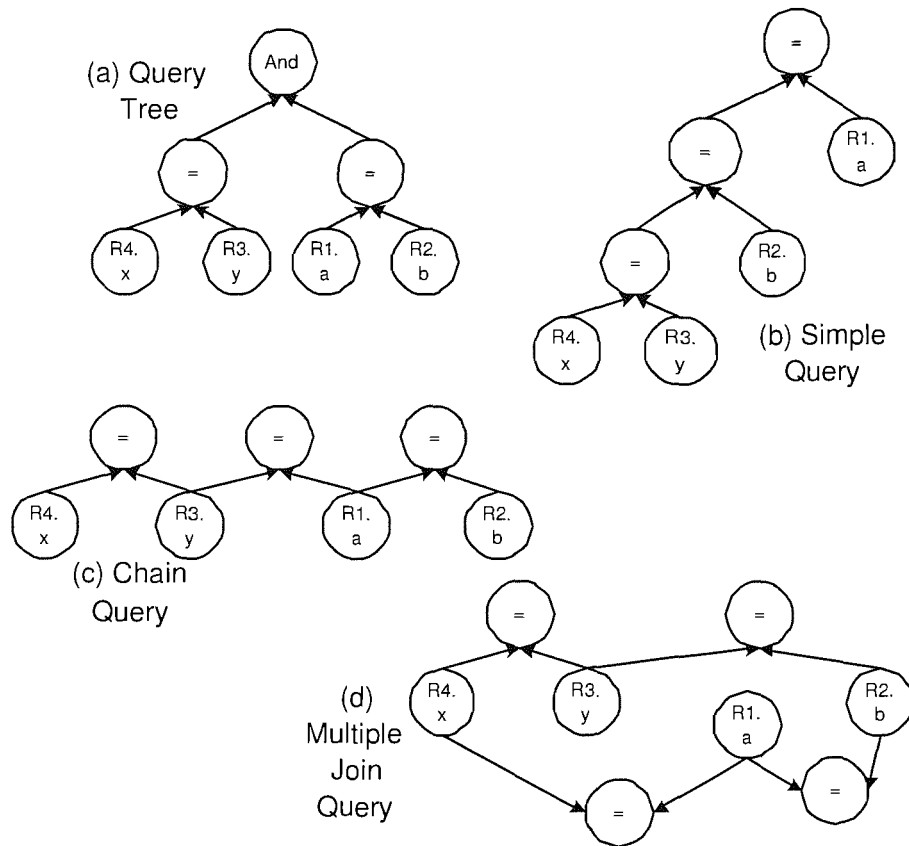 And
(a) Query
Tree
=
=
R4.
x
R3.
y
R1.
a
R2.
b
=
=
R1.
a
=
R2.
b
R4.
x
R3.
y
(b) Simple
Query
=
=
=
R4.
x
R3.
y
R1.
a
R2.
b
(c) Chain
Query
=
=
(d)
Multiple
Join
Query
R4.
x
R3.
y
R1.
a
R2.
b
=
=